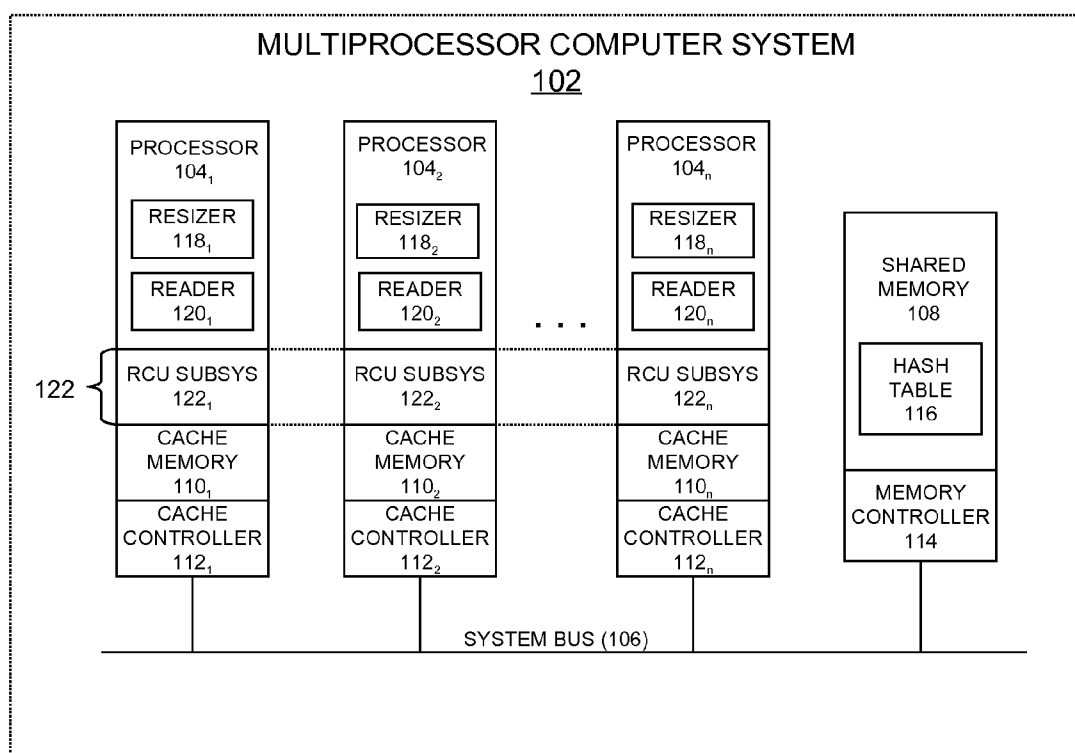 MULTIPROCESSOR COMPUTER SYSTEM
102
PROCESSOR
104₁
RESIZER
118₁
READER
120₁
RCU SUBSYS
122₁
CACHE
MEMORY
110₁
CACHE
CONTROLLER
112₁
PROCESSOR
104₂
RESIZER
118₂
READER
120₂
RCU SUBSYS
122₂
CACHE
MEMORY
110₂
CACHE
CONTROLLER
112₂
. . .
PROCESSOR
104ₙ
RESIZER
118ₙ
READER
120ₙ
RCU SUBSYS
122ₙ
CACHE
MEMORY
110ₙ
CACHE
CONTROLLER
112ₙ
SHARED
MEMORY
108
HASH
TABLE
116
MEMORY
CONTROLLER
114
122
SYSTEM BUS (106)